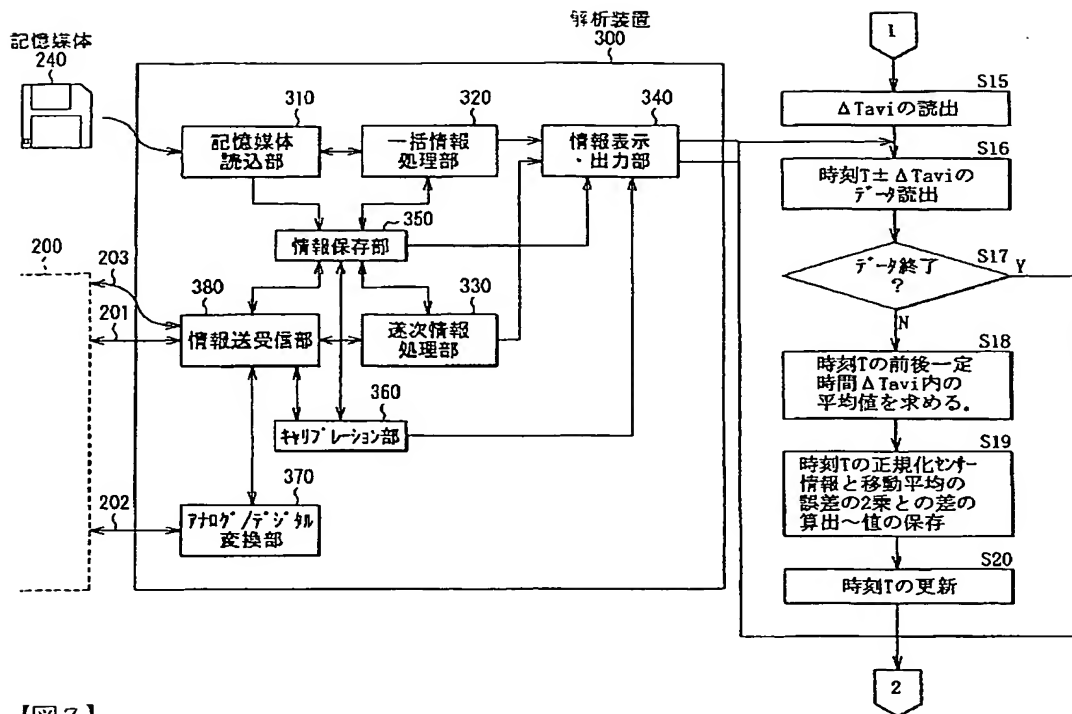 記憶媒体
240
解析装置
300
310
記憶媒体
読込部
320
一括情報
処理部
340
情報表示
・出力部
350
情報保存部
200
203
201
202
380
情報送受信部
330
逐次情報
処理部
360
キャリブレーション部
370
アナログ/デジタル
変換部
1
S15
ΔTaviの読出
S16
時刻T±ΔTaviの
データ読出
S17
データ終了
?
Y
N
S18
時刻Tの前後一定
時間ΔTavi内の
平均値を求める。
S19
時刻Tの正規化センサー
情報と移動平均の
誤差の2乗との差の
算出~値の保存
S20
時刻Tの更新
2
【図7】